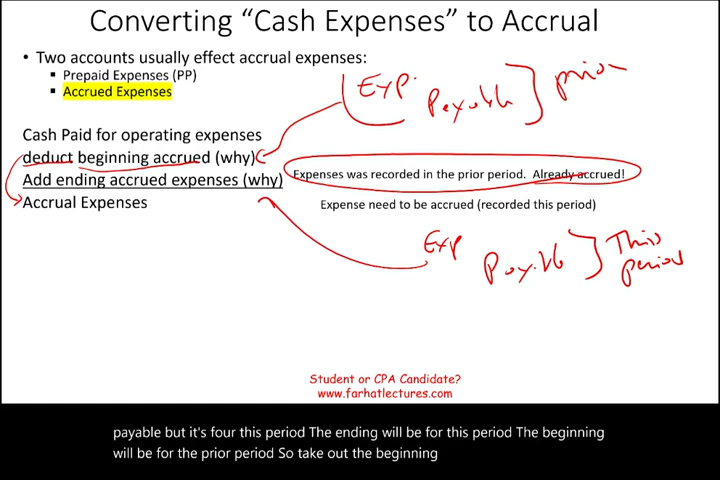 Converting “Cash Expenses” to Accrual
• Two accounts usually effect accrual expenses:
▪ Prepaid Expenses (PP)
▪ Accrued Expenses
Exp.
Payable
prior
Cash Paid for operating expenses
deduct beginning accrued (why)
Expenses was recorded in the prior period. Already accrued!
Add ending accrued expenses (why)
Accrual Expenses
Expense need to be accrued (recorded this period)
Exp
Payable
This
period
Student or CPA Candidate?
www.farhatlectures.com
payable but it's four this period The ending will be for this period The beginning
will be for the prior period So take out the beginning